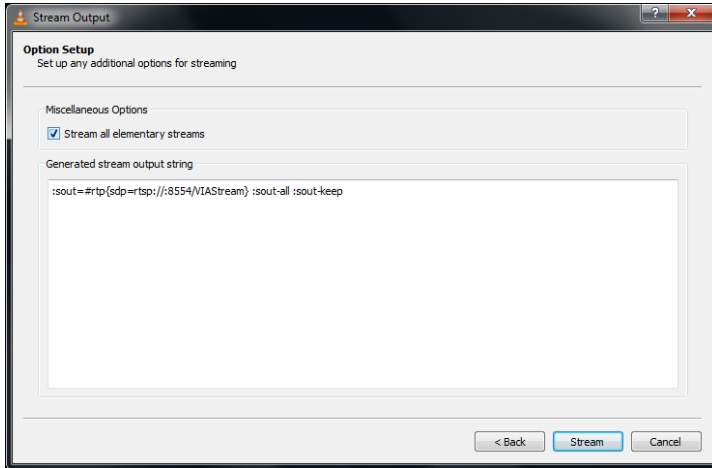 Stream Output
?
x
Option Setup
Set up any additional options for streaming
Miscellaneous Options
Stream all elementary streams
Generated stream output string
:sout=#rtp{sdp=rtsp://:8554/VIAStream} :sout-all :sout-keep
< Back
Stream
Cancel